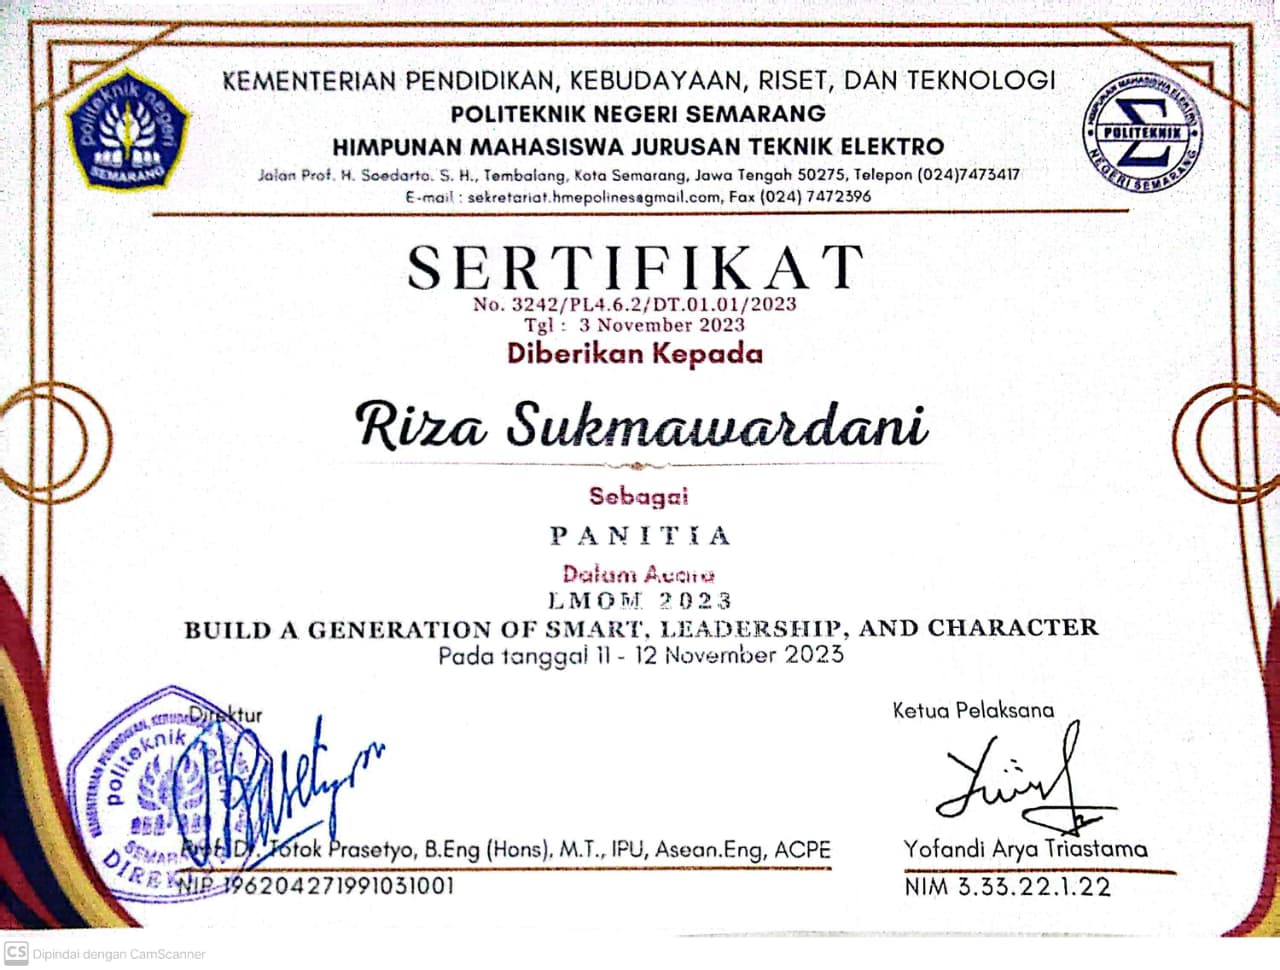 KEMENTERIAN PENDIDIKAN, KEBUDAYAAN, RISET, DAN TEKNOLOGI
POLITEKNIK NEGERI SEMARANG
HIMPUNAN MAHASISWA JURUSAN TEKNIK ELEKTRO
Jalan Prof. H. Soedarto. S. H., Tembalang, Kota Semarang, Jawa Tengah 50275, Telepon (024)7473417
E-mail : sekretariat.hmepolines@gmail.com, Fax (024) 7472396
politeknik negeri
SEMARANG
HIMPUNAN MAHASISWA ELEKTRO
POLITEKNIK
NEGERI SEMARANG
SERTIFIKAT
No. 3242/PL4.6.2/DT.01.01/2023
Tgl : 3 November 2023
Diberikan Kepada
Riza Sukmawardani
Sebagai
PANITIA
Dalam Acara
LMOM 2023
BUILD A GENERATION OF SMART, LEADERSHIP, AND CHARACTER
Pada tanggal 11 - 12 November 2023
Direktur
politeknik
Prof. Dr. Totok Prasetyo, B.Eng (Hons), M.T., IPU, Asean.Eng, ACPE
NIP 196204271991031001
Ketua Pelaksana
Yofandi Arya Triastama
NIM 3.33.22.1.22
CS Dipindai dengan CamScanner